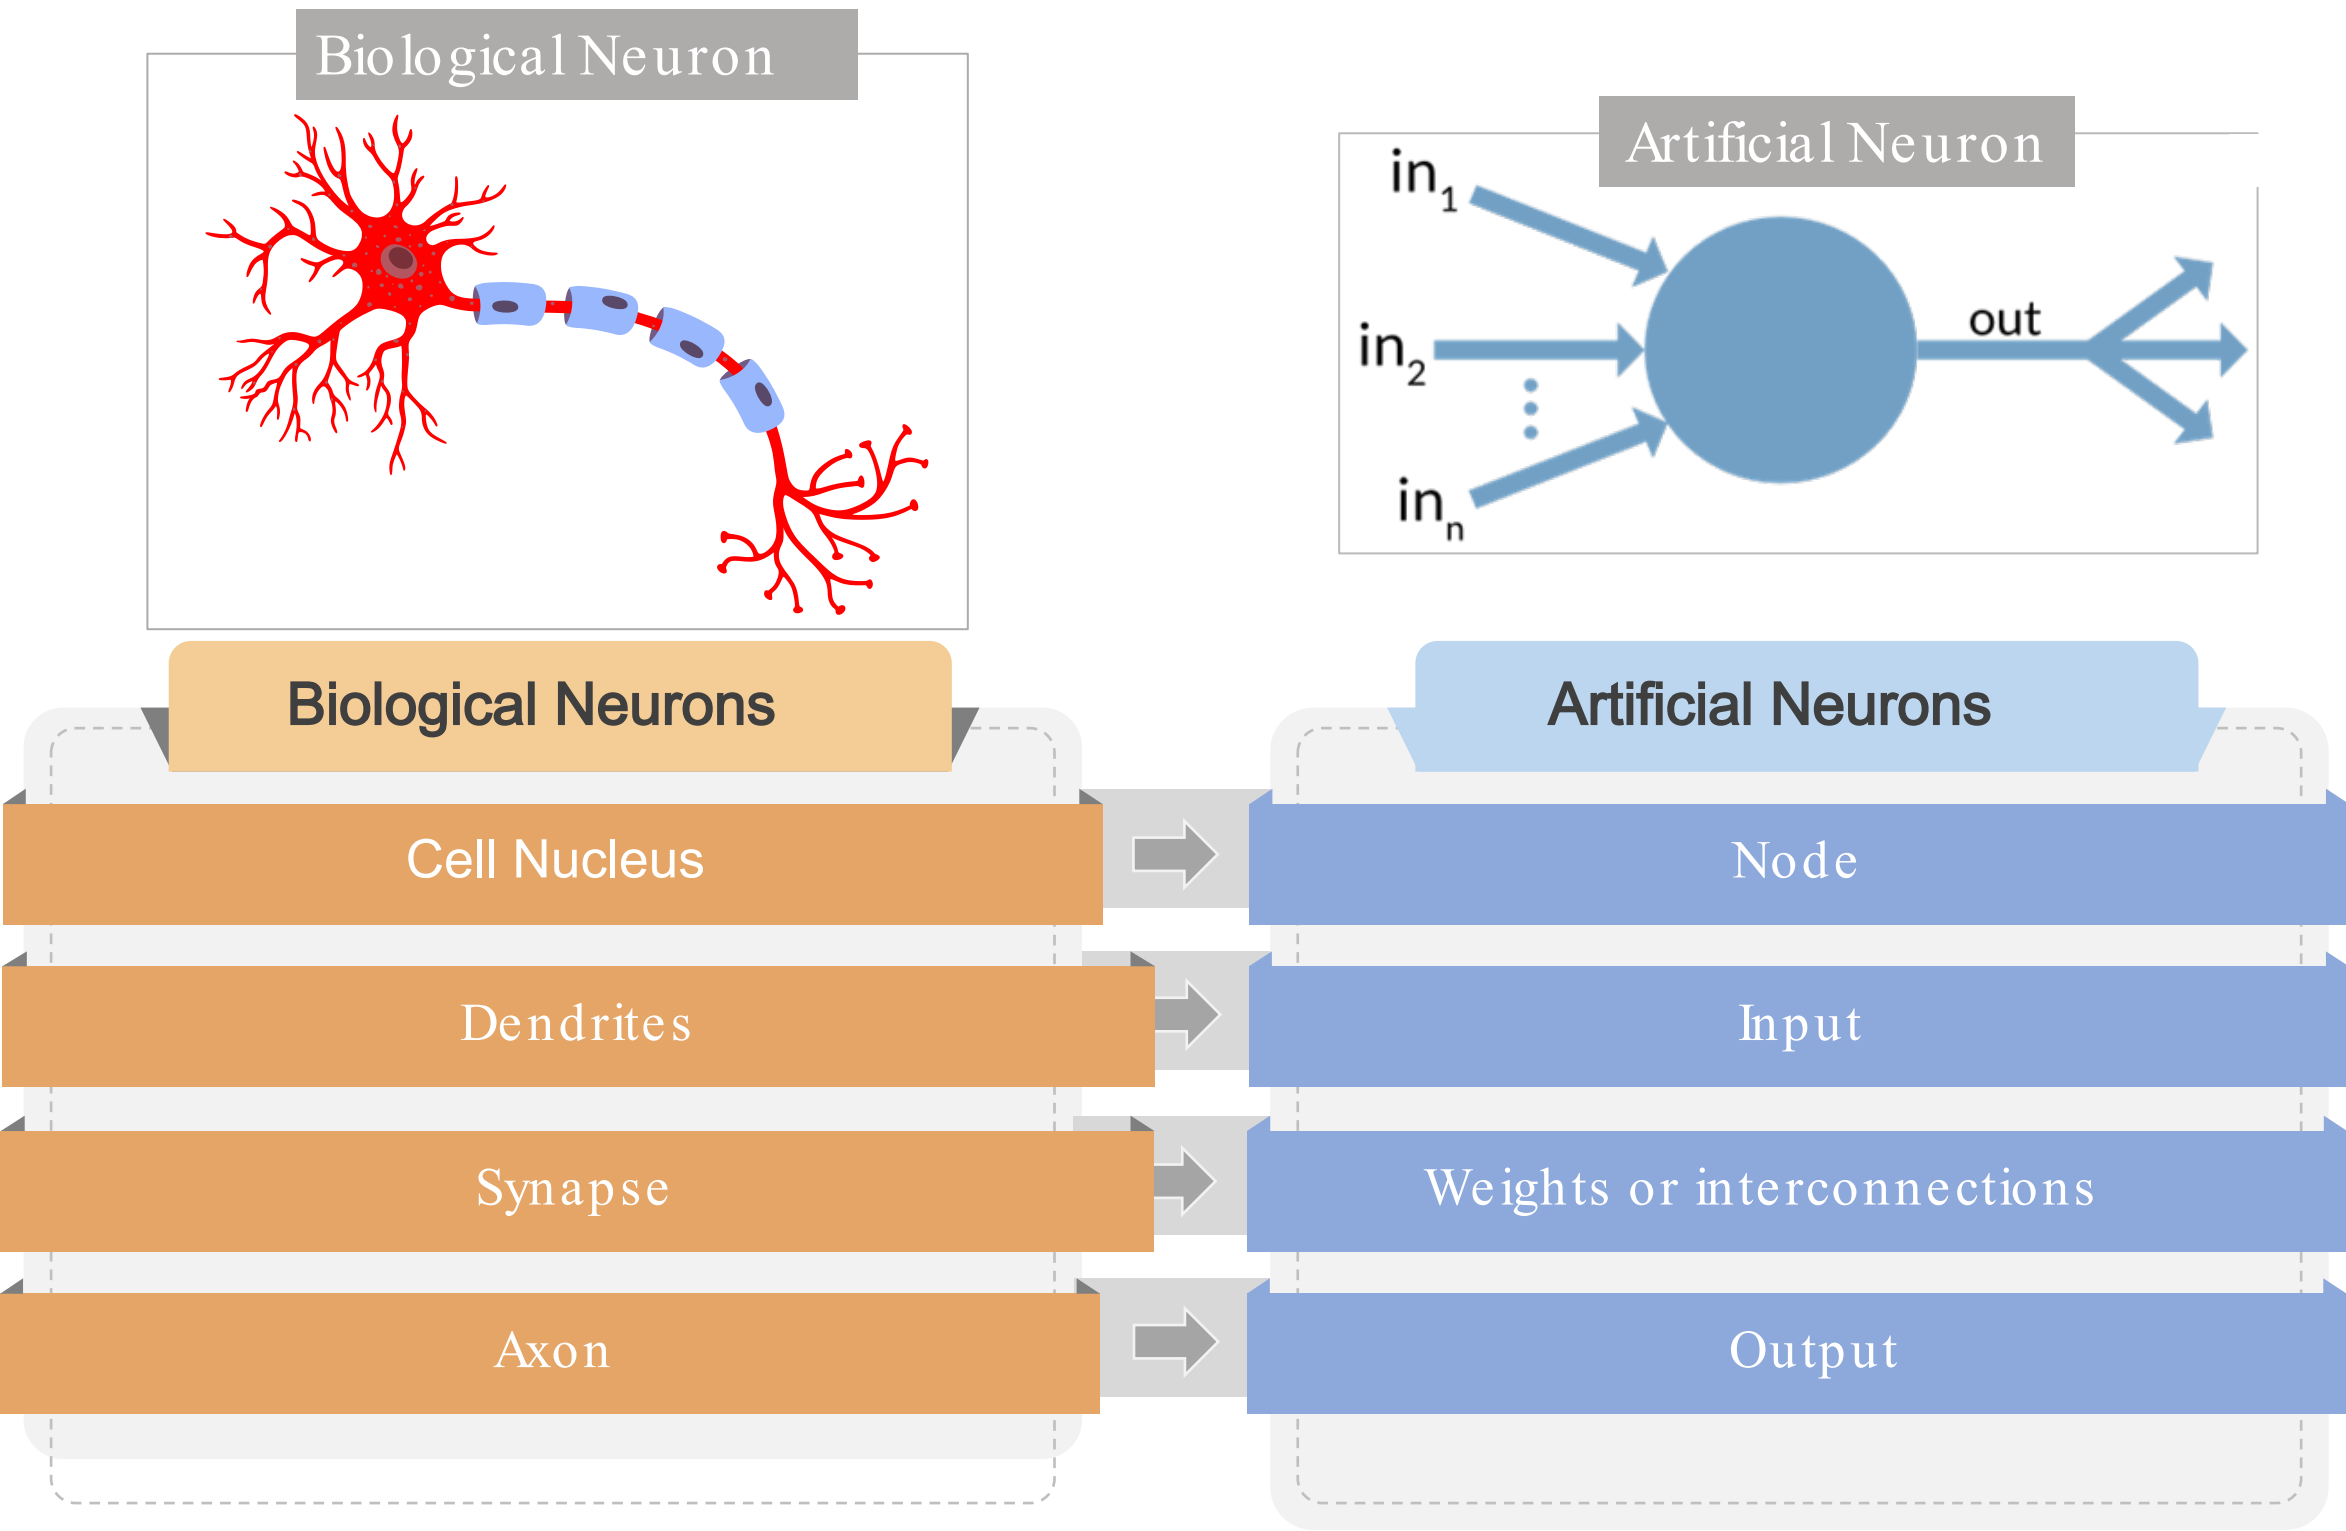 Biological Neuron
Artificial Neuron
in1
in2
out
inn
Biological Neurons
Artificial Neurons
Cell Nucleus
Node
Dendrites
Input
Synapse
Weights or interconnections
Axon
Output